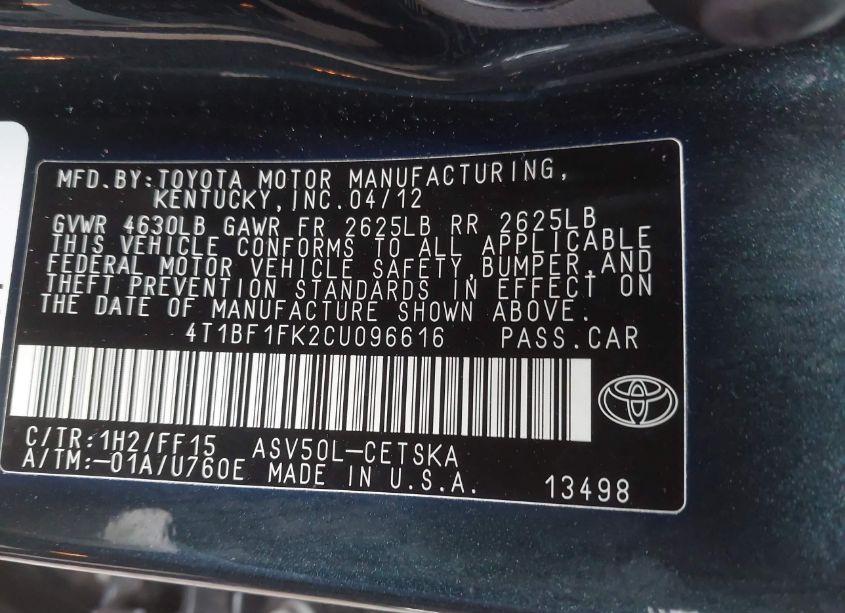 MFD.BY:TOYOTA MOTOR MANUFACTURING,
KENTUCKY,INC.04/12
GVWR 4630LB GAWR FR 2625LB RR 2625LB
THIS VEHICLE CONFORMS TO ALL APPLICABLE
FEDERAL MOTOR VEHICLE SAFETY,BUMPER,AND
THEFT PREVENTION STANDARDS IN EFFECT ON
THE DATE OF MANUFACTURE SHOWN ABOVE.
4T1BF1FK2CU096616 PASS.CAR
C/TR:1H2/FF15 ASV50L-CETSKA
A/TM:-01A/U760E MADE IN U.S.A. 13498